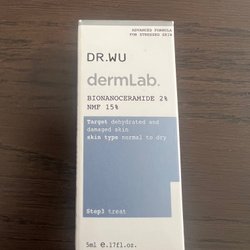 ADVANCED FORMULA
FOR STRESSED SKIN
DR.WU
dermLab.
BIONANOCERAMIDE 2%
NMF 15%
Target dehydrated and
damaged skin
skin type normal to dry
Step3 treat
5ml e.17fl.oz.